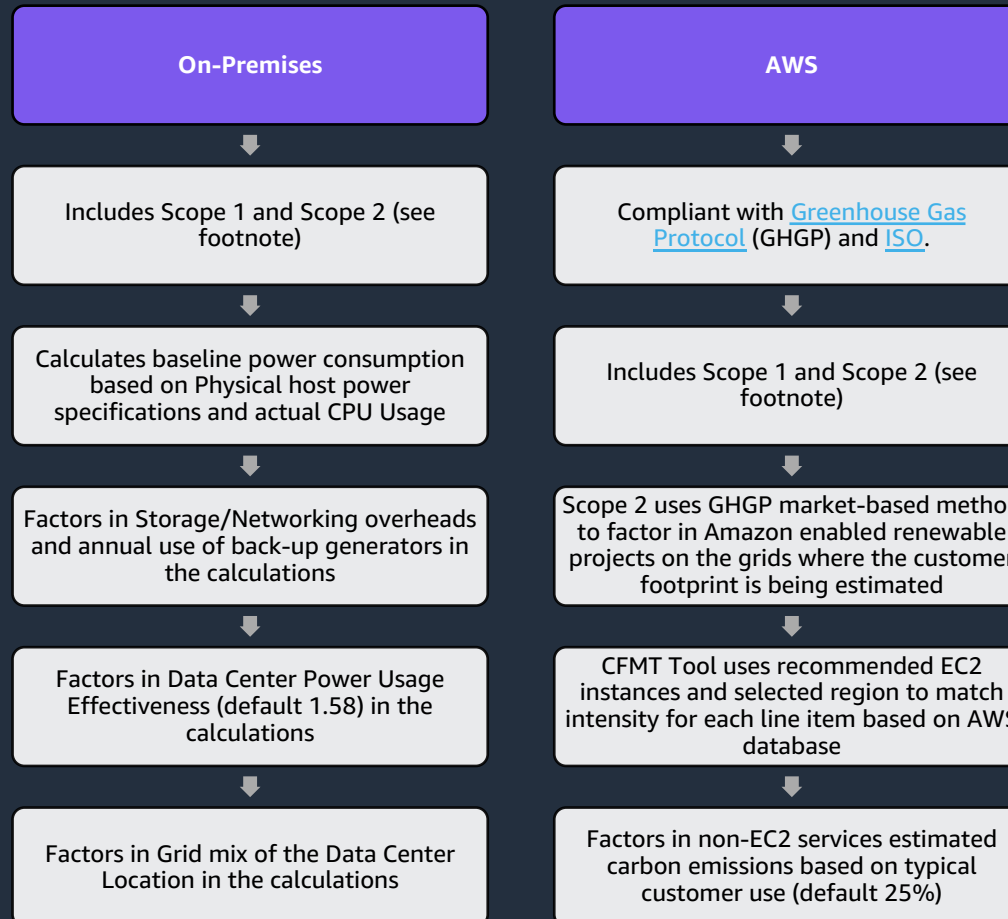 On-Premises
Includes Scope 1 and Scope 2 (see
footnote)
Calculates baseline power consumption
based on Physical host power
specifications and actual CPU Usage
Factors in Storage/Networking overheads
and annual use of back-up generators in
the calculations
Factors in Data Center Power Usage
Effectiveness (default 1.58) in the
calculations
Factors in Grid mix of the Data Center
Location in the calculations
AWS
Compliant with Greenhouse Gas
Protocol (GHGP) and ISO.
Includes Scope 1 and Scope 2 (see
footnote)
Scope 2 uses GHGP market-based
to factor in Amazon enabled renewable
projects on the grids where the
footprint is being estimated
CFMT Tool uses recommended EC2
instances and selected region to match
intensity for each line item based on
database
Factors in non-EC2 services estimated
carbon emissions based on typical
customer use (default 25%)